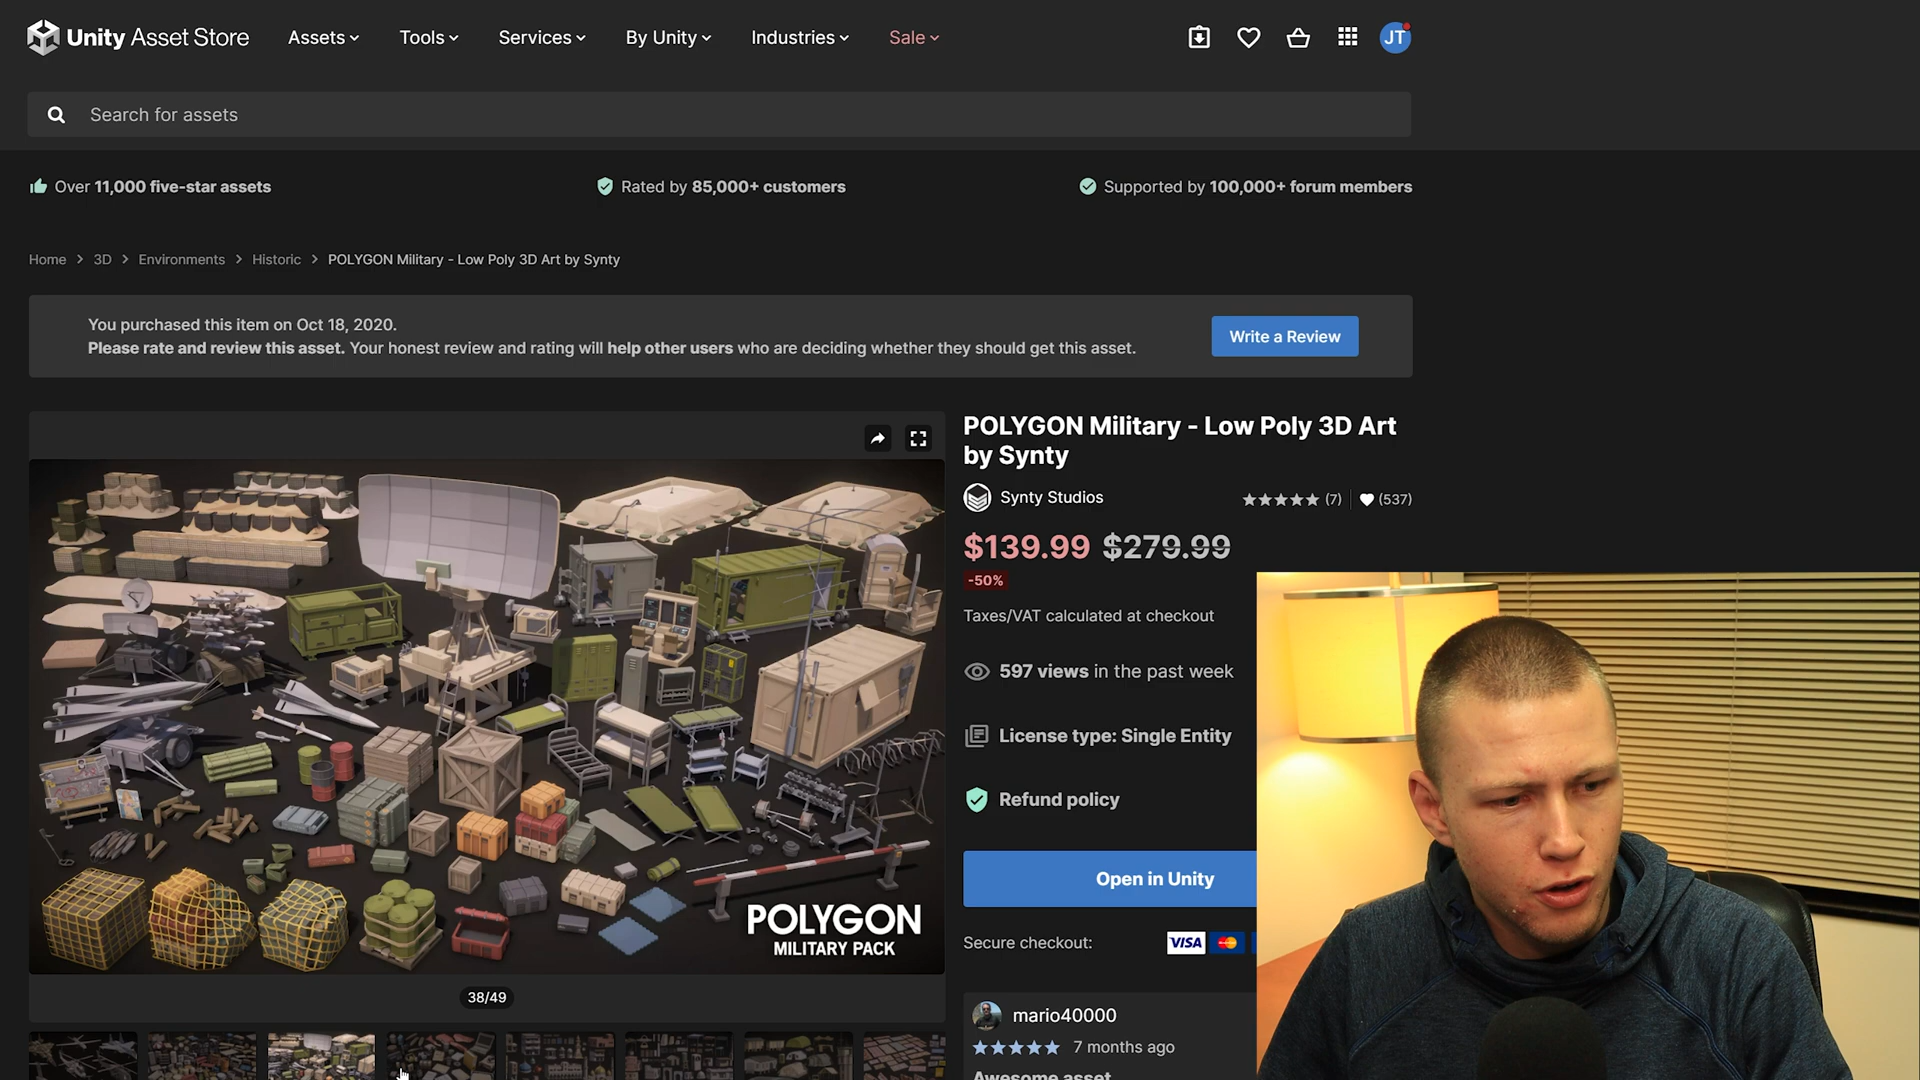 Unity Asset Store
Assets
Tools
Services
By Unity
Industries
Sale
JT
Search for assets
Over 11,000 five-star assets
Rated by 85,000+ customers
Supported by 100,000+ forum members
Home > 3D > Environments > Historic > POLYGON Military - Low Poly 3D Art by Synty
You purchased this item on Oct 18, 2020.
Please rate and review this asset. Your honest review and rating will help other users who are deciding whether they should get this asset.
Write a Review
POLYGON Military - Low Poly 3D Art
by Synty
Synty Studios
(7)
(537)
$139.99 $279.99
-50%
Taxes/VAT calculated at checkout
597 views in the past week
License type: Single Entity
Refund policy
Open in Unity
Secure checkout:
VISA
POLYGON
MILITARY PACK
38/49
mario40000
7 months ago
Awesome asset